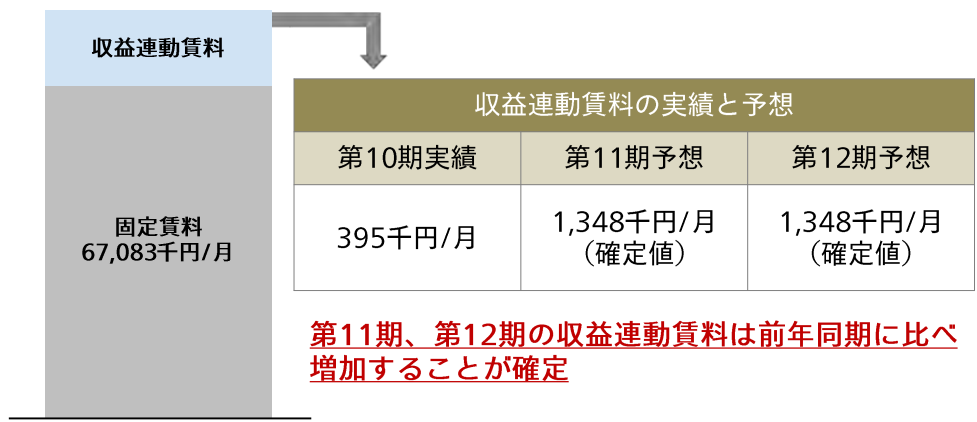 収益連動賃料
固定賃料
67,083千円/月
収益連動賃料の実績と予想
第10期実績 第11期予想 第12期予想
395千円/月 1,348千円/月 1,348千円/月
（確定値） （確定値）
第11期、第12期の収益連動賃料は前年同期に比べ
増加することが確定